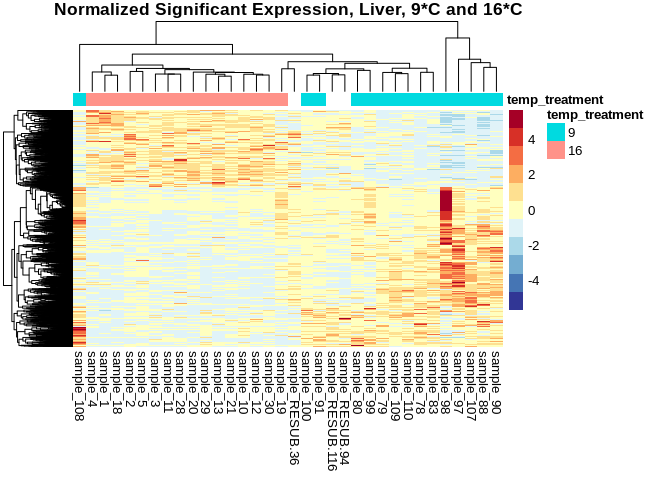 Normalized Significant Expression, Liver, 9*C and 16*C
temp_treatment
temp_treatment
9
16
4
2
0
-2
-4
sample_108
sample_4
sample_1
sample_18
sample_2
sample_5
sample_3
sample_11
sample_28
sample_20
sample_29
sample_13
sample_21
sample_10
sample_12
sample_30
sample_19
sample_RESUB.36
sample_100
sample_91
sample_RESUB.116
sample_RESUB.94
sample_80
sample_99
sample_79
sample_109
sample_110
sample_78
sample_83
sample_98
sample_97
sample_107
sample_88
sample_90